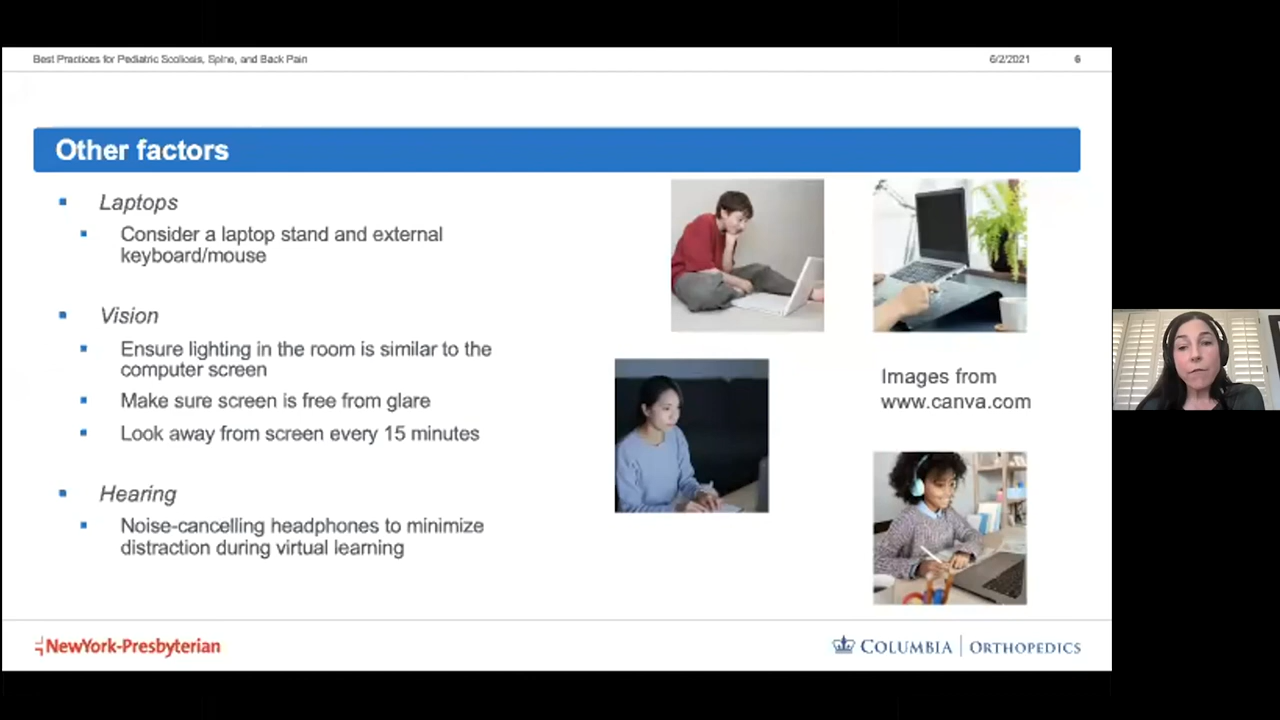 Best Practices for Pediatric Scoliosis, Spine, and Back Pain
6/2/2021
6
Other factors
Laptops
Consider a laptop stand and external
keyboard/mouse
Vision
Ensure lighting in the room is similar to the
computer screen
Make sure screen is free from glare
Look away from screen every 15 minutes
Hearing
Noise-cancelling headphones to minimize
distraction during virtual learning
Images from
www.canva.com
NewYork-Presbyterian
COLUMBIA | ORTHOPEDICS